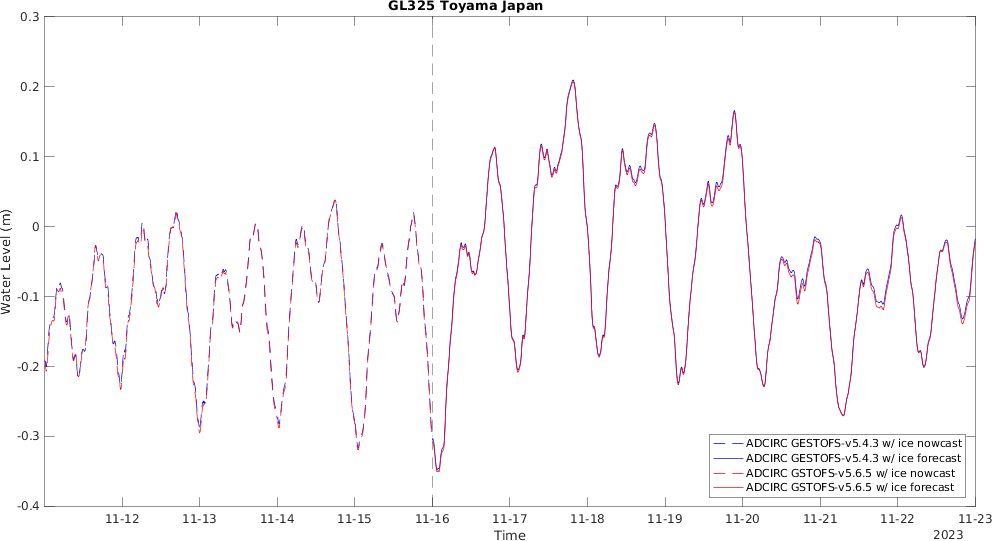 GL325 Toyama Japan
0.3
0.2
0.1
0
-0.1
-0.2
-0.3
-0.4
Water Level (m)
ADCIRC GESTOFS-v5.4.3 w/ ice nowcast
ADCIRC GESTOFS-v5.4.3 w/ ice forecast
ADCIRC GSTOFS-v5.6.5 w/ ice nowcast
ADCIRC GSTOFS-v5.6.5 w/ ice forecast
11-12 11-13 11-14 11-15 11-16 11-17 11-18 11-19 11-20 11-21 11-22 11-23
Time
2023